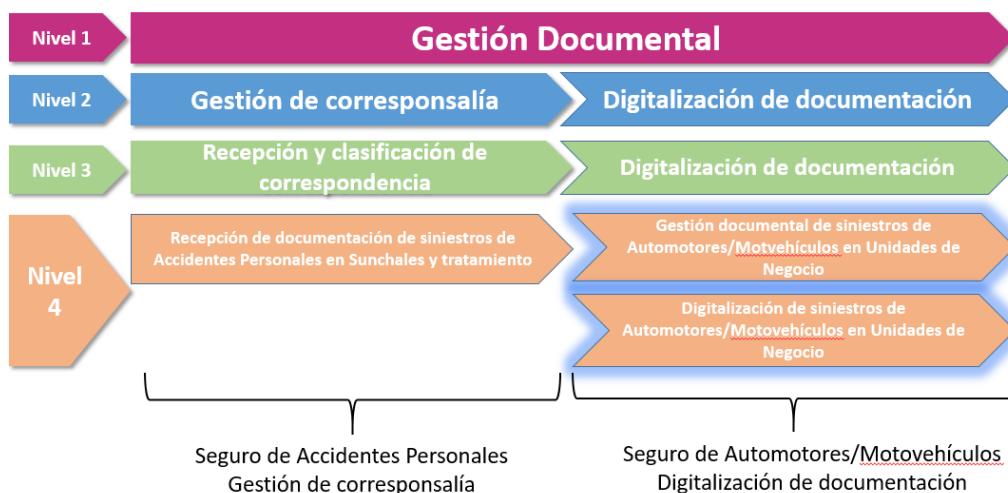 Nivel 1
Gestión Documental
Nivel 2
Gestión de corresponsalía
Digitalización de documentación
Nivel 3
Recepción y clasificación de
correspondencia
Digitalización de documentación
Nivel
4
Recepción de documentación de siniestros de
Accidentes Personales en Sunchales y tratamiento
Gestión documental de siniestros de
Automotores/Motvehículos en Unidades de
Negocio
Digitalización de siniestros de
Automotores/Motovehículos en Unidades de
Negocio
Seguro de Accidentes Personales
Gestión de corresponsalía
Seguro de Automotores/Motovehículos
Digitalización de documentación